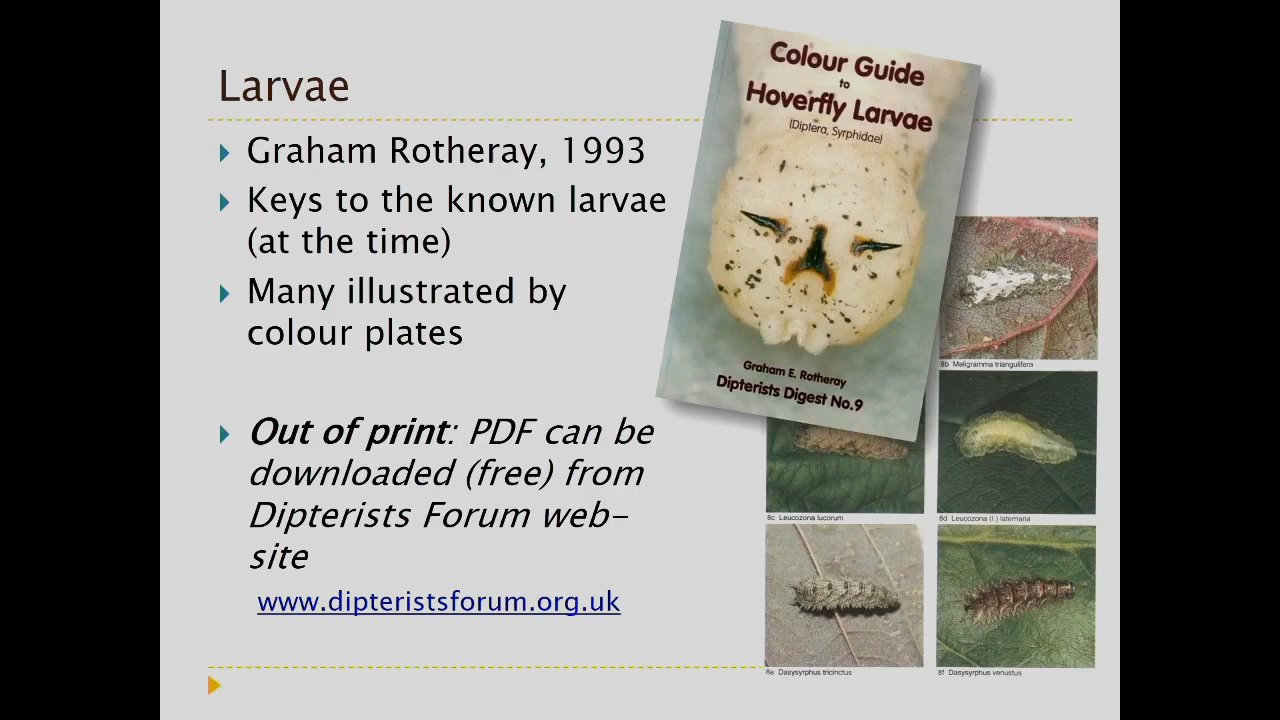 Larvae
Graham Rotheray, 1993
Keys to the known larvae
(at the time)
Many illustrated by
colour plates
Out of print: PDF can be
downloaded (free) from
Dipterists Forum web-
site
www.dipteristsforum.org.uk
Colour Guide
to
Hoverfly Larvae
(Diptera, Syrphidae)
Graham E. Rotheray
Dipterists Digest No.9
8b Meligramma triangulifera
8c Leucozona lucorum
8d Leucozona (I.) laternaria
8e Dasysyrphus tricinctus
8f Dasysyrphus venustus